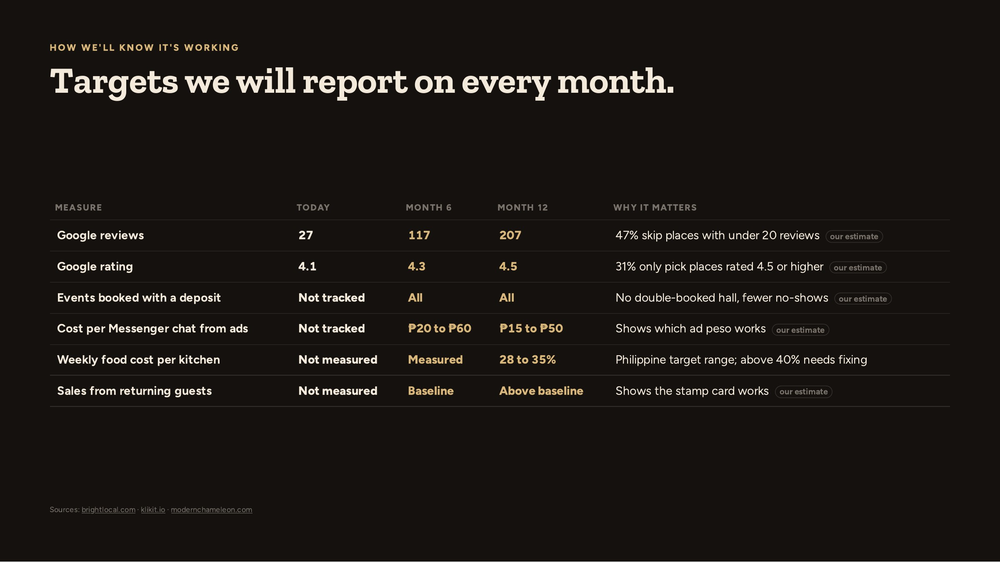 HOW WE'LL KNOW IT'S WORKING
Targets we will report on every month.
MEASURE TODAY MONTH 6 MONTH 12 WHY IT MATTERS
Google reviews 27 117 207 47% skip places with under 20 reviews our estimate
Google rating 4.1 4.3 4.5 31% only pick places rated 4.5 or higher our estimate
Events booked with a deposit Not tracked All All No double-booked hall, fewer no-shows our estimate
Cost per Messenger chat from ads Not tracked ₱20 to ₱60 ₱15 to ₱50 Shows which ad peso works our estimate
Weekly food cost per kitchen Not measured Measured 28 to 35% Philippine target range; above 40% needs fixing
Sales from returning guests Not measured Baseline Above baseline Shows the stamp card works our estimate
Sources: brightlocal.com · klikit.io · modernchameleon.com